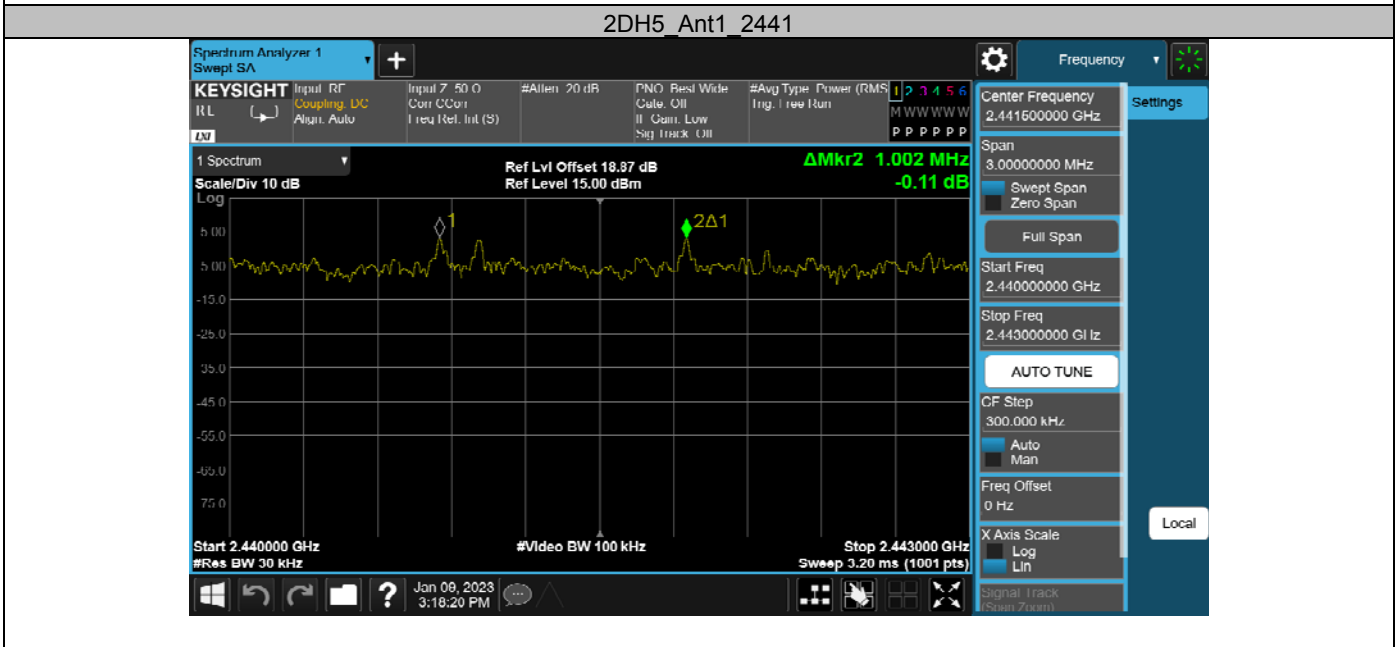 2DH5_Ant1_2441
Spectrum Analyzer 1
Swept SA
Frequency
KEYSIGHT
RL
LXI
Input: RF
Coupling: DC
Align: Auto
Input Z: 50 Ω
Corr CCorr
Freq Ref: Int (S)
#Atten: 20 dB
PNO: Best Wide
Gate: Off
IF Gain: Low
Sig Track: Off
#Avg Type: Power (RMS
Trig: Free Run
1 2 3 4 5 6
M W W W W W
P P P P P P
1 Spectrum
Scale/Div 10 dB
Ref Lvl Offset 18.87 dB
Ref Level 15.00 dBm
ΔMkr2 1.002 MHz
-0.11 dB
Log
5.00
5.00
-15.0
-25.0
35.0
-45.0
-55.0
-65.0
75.0
1
2Δ1
Start 2.440000 GHz
#Video BW 100 kHz
Stop 2.443000 GHz
#Res BW 30 kHz
Sweep 3.20 ms (1001 pts)
Center Frequency
2.441500000 GHz
Settings
Span
3.00000000 MHz
Swept Span
Zero Span
Full Span
Start Freq
2.440000000 GHz
Stop Freq
2.443000000 GHz
AUTO TUNE
CF Step
300.000 kHz
Auto
Man
Freq Offset
0 Hz
X Axis Scale
Log
Lin
Local
Signal Track
(Span Zoom)
?
Jan 09, 2023
3:18:20 PM